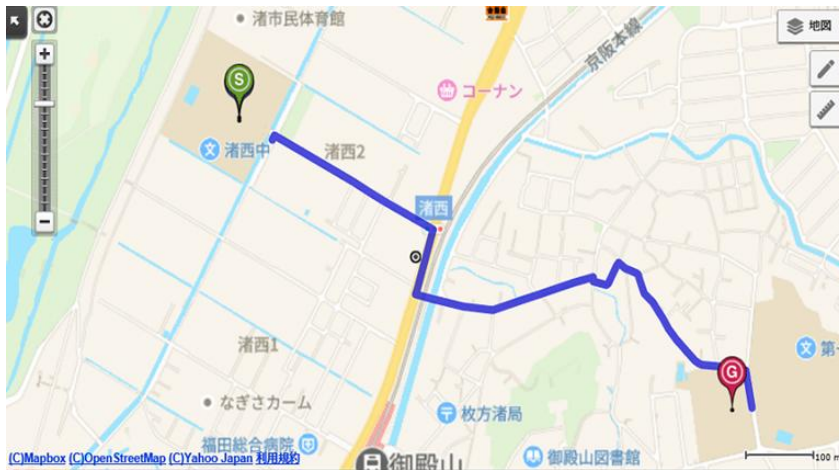 渚市民体育館
地図
京阪本線
S
コーナン
渚西中
渚西2
渚西
渚西1
第一
G
なぎさカーム
枚方渚局
福田総合病院
御殿山
御殿山図書館
100 m
(C)Mapbox (C)OpenStreetMap (C)Yahoo Japan 利用規約